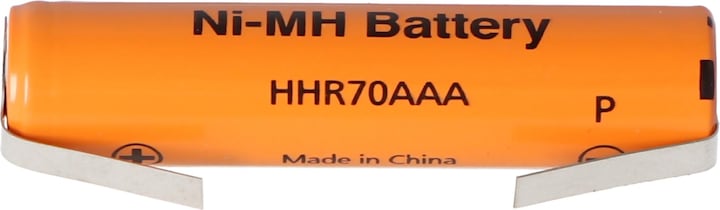 Ni-MH Battery
HHR70AAA
P
Made in China